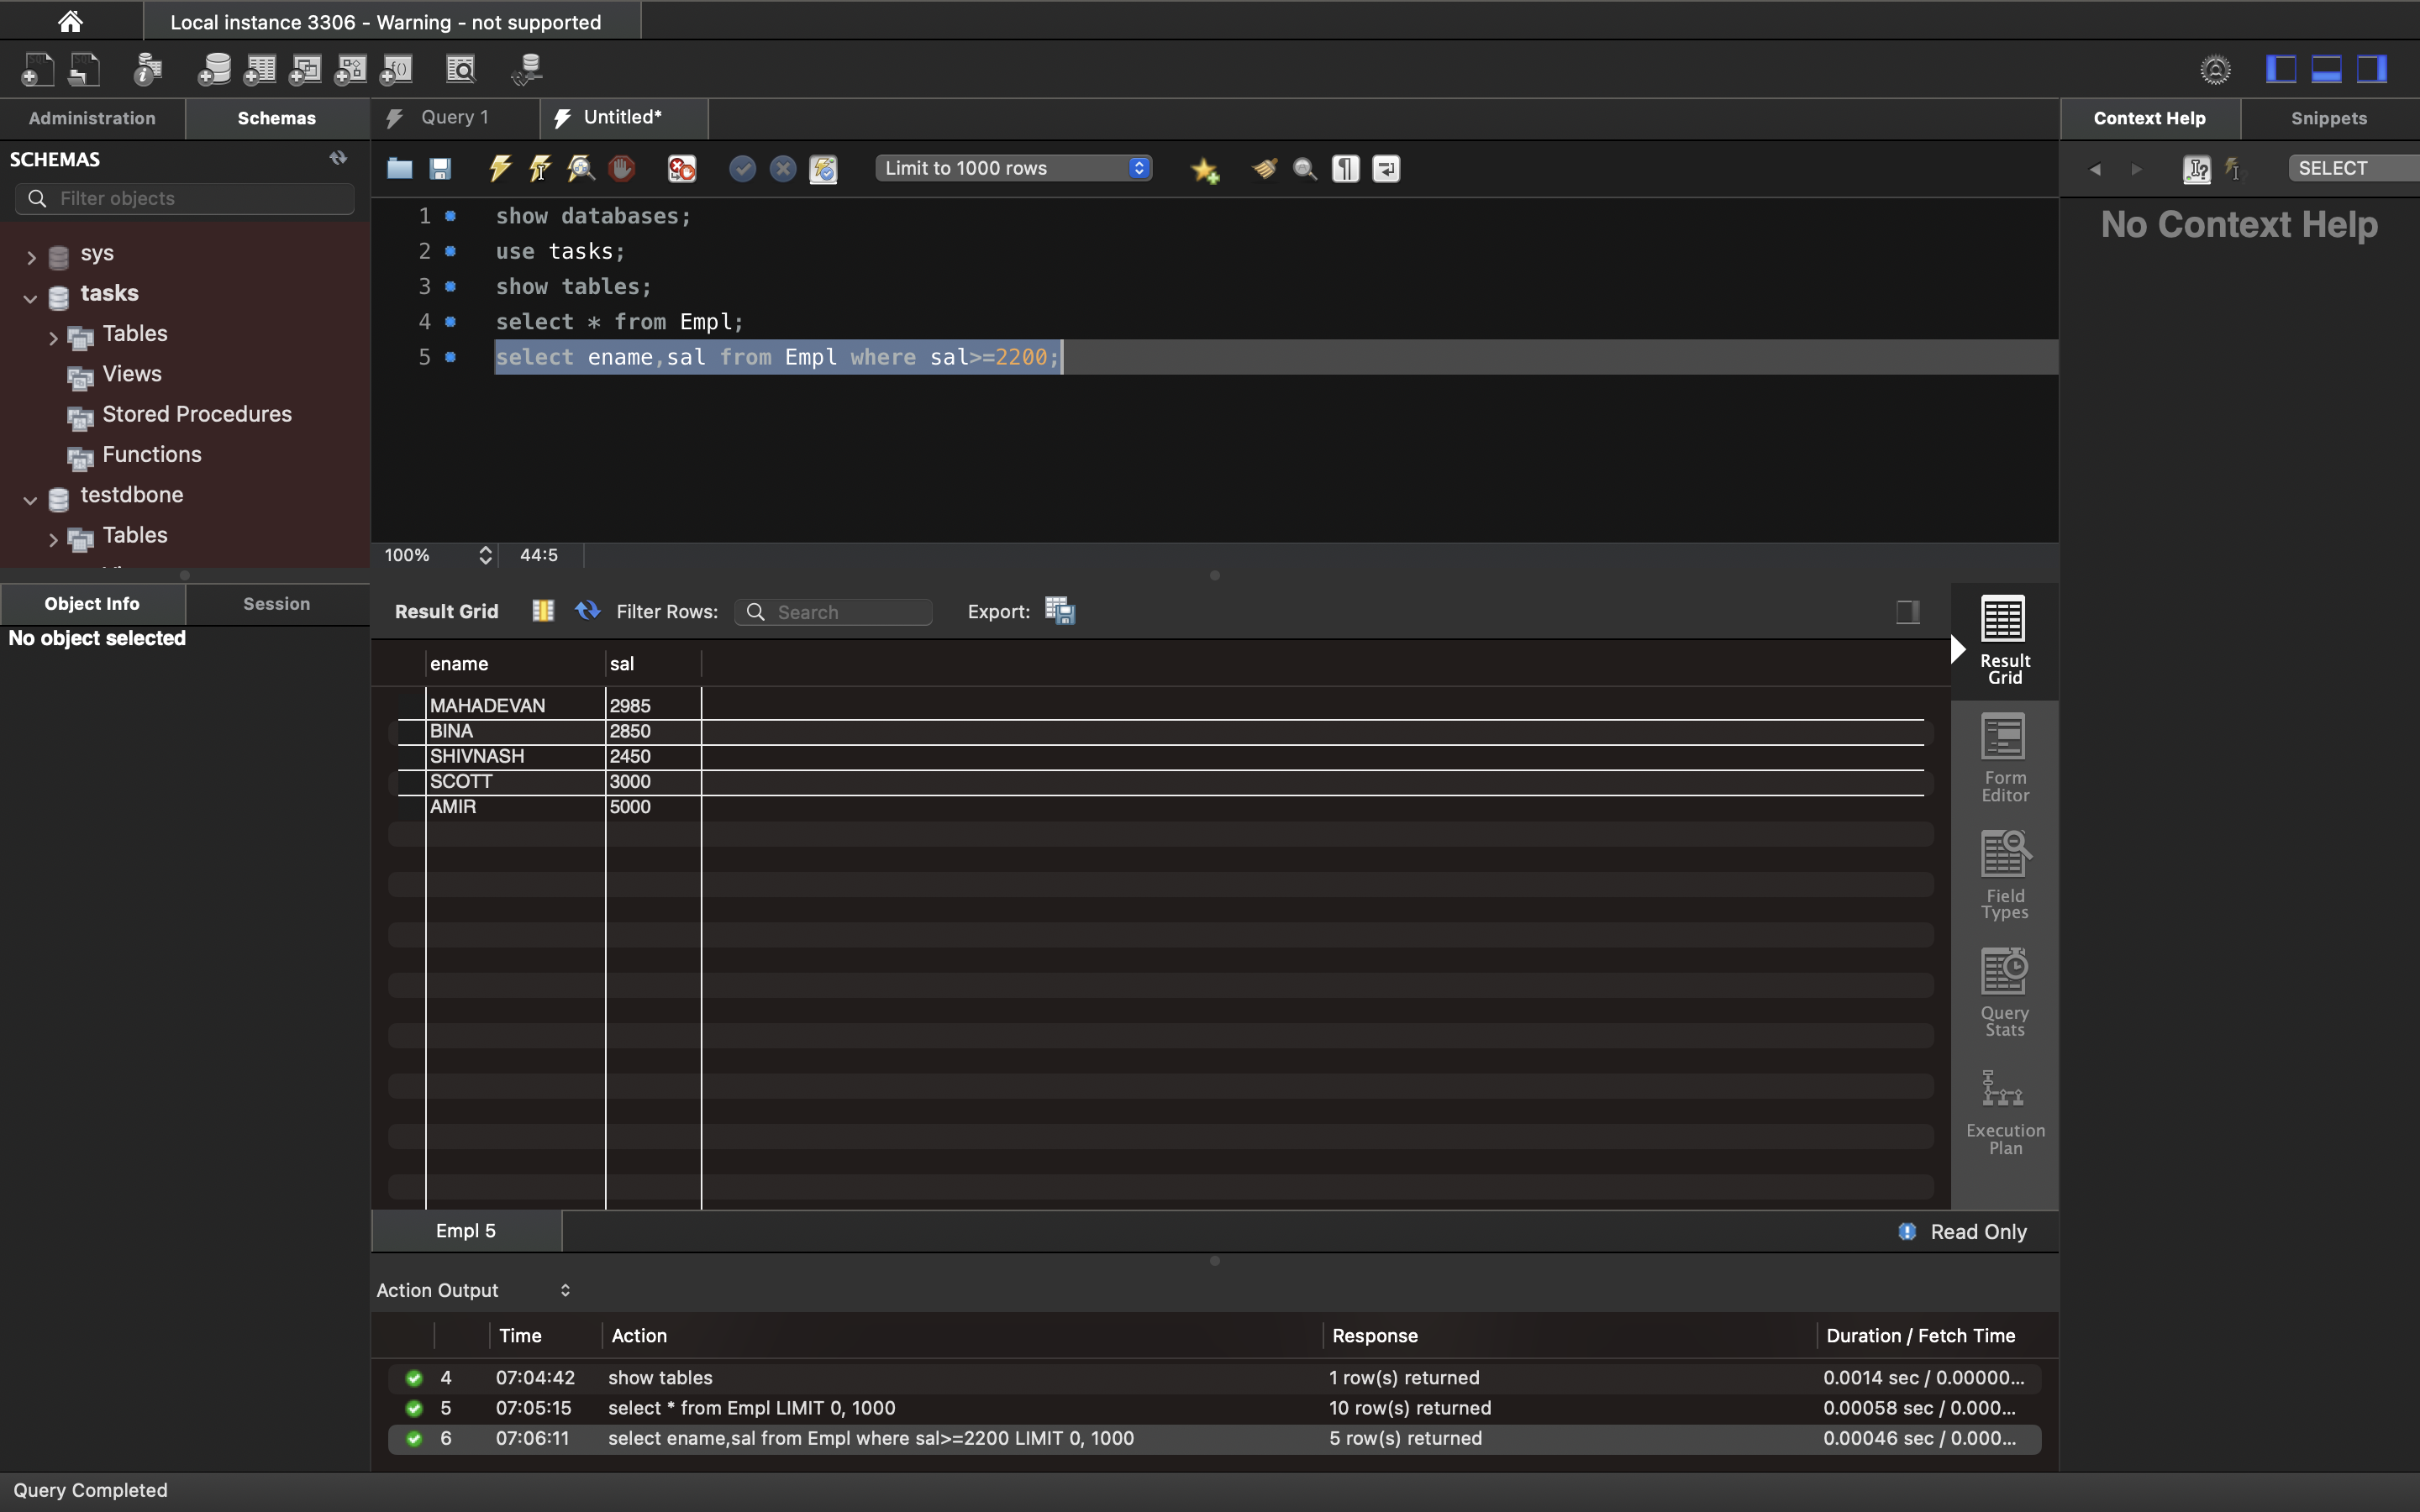 Local instance 3306 - Warning - not supported
Administration
Schemas
Query 1
Untitled*
Context Help
Snippets
SCHEMAS
Limit to 1000 rows
SELECT
Filter objects
No Context Help
sys
tasks
Tables
Views
Stored Procedures
Functions
testdbone
Tables
1 show databases;
2 use tasks;
3 show tables;
4 select * from Empl;
5 select ename,sal from Empl where sal>=2200;
100% 44:5
Object Info
Session
No object selected
Result Grid
Filter Rows:
Search
Export:
ename sal
MAHADEVAN 2985
BINA 2850
SHIVNASH 2450
SCOTT 3000
AMIR 5000
Result
Grid
Form
Editor
Field
Types
Query
Stats
Execution
Plan
Empl 5
Read Only
Action Output
Time Action Response Duration / Fetch Time
4 07:04:42 show tables 1 row(s) returned 0.0014 sec / 0.00000...
5 07:05:15 select * from Empl LIMIT 0, 1000 10 row(s) returned 0.00058 sec / 0.000...
6 07:06:11 select ename,sal from Empl where sal>=2200 LIMIT 0, 1000 5 row(s) returned 0.00046 sec / 0.000...
Query Completed